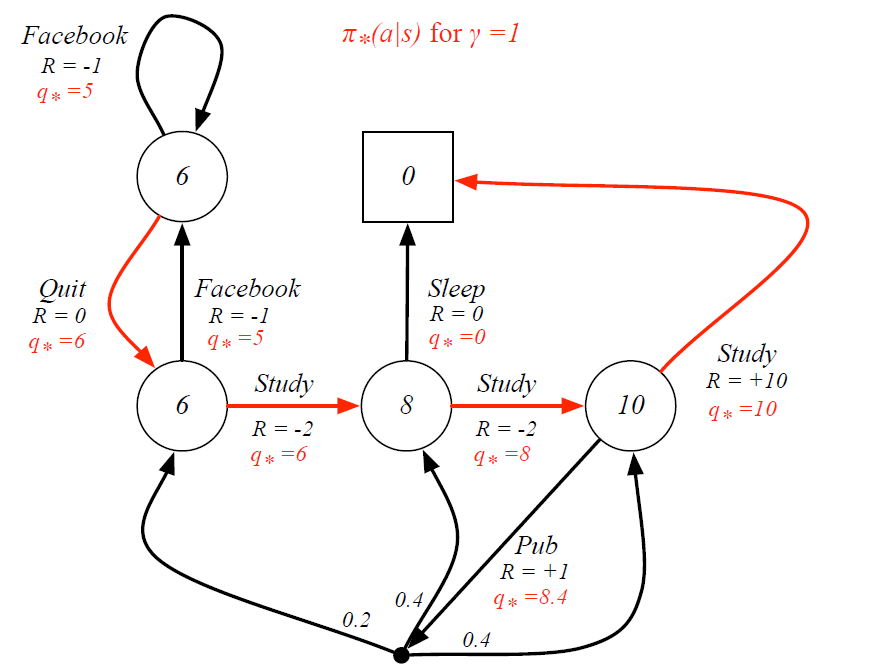 Facebook
R = -1
q* =5
π*(a|s) for γ =1
6
0
Quit
R = 0
q* =6
Facebook
R = -1
q* =5
Sleep
R = 0
q* =0
Study
R = +10
q* =10
6
Study
R = -2
q* =6
8
Study
R = -2
q* =8
10
Pub
R = +1
q* =8.4
0.2
0.4
0.4